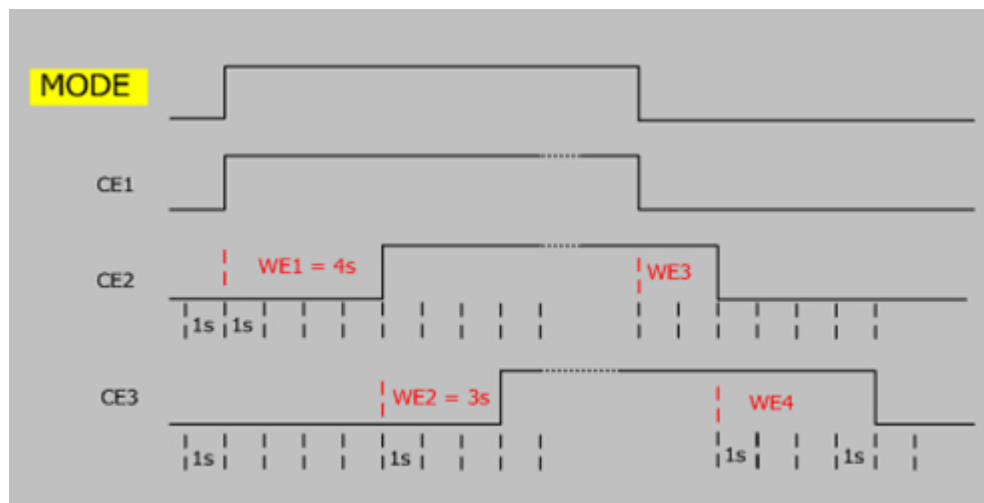 MODE
CE1
CE2
WE1 = 4s
WE3
1s 1s
CE3
WE2 = 3s
WE4
1s 1s 1s 1s